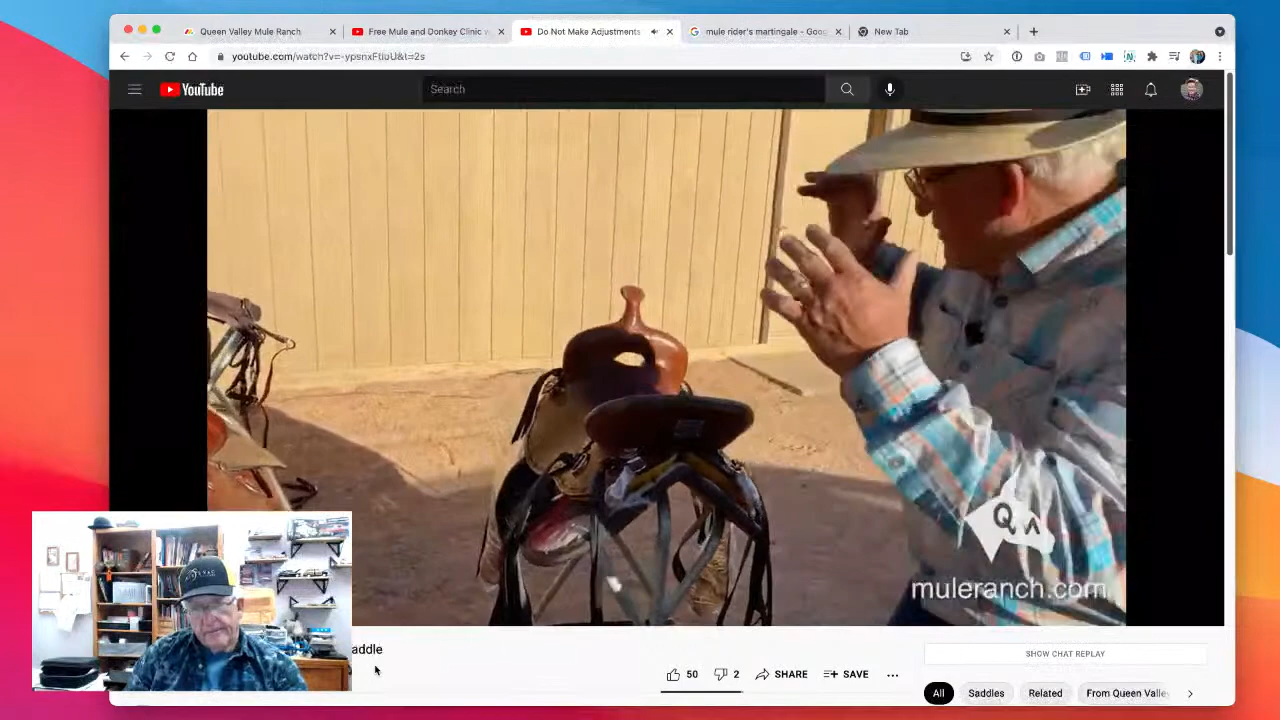 Queen Valley Mule Ranch
Free Mule and Donkey Clinic
Do Not Make Adjustments
mule rider's martingale - Goo
New Tab
youtube.com/watch?v=-ypsnxFtiuU&t=2s
YouTube
Search
Q
muleranch.com
addle
50
2
SHARE
SAVE
SHOW CHAT REPLAY
All
Saddles
Related
From Queen Valle